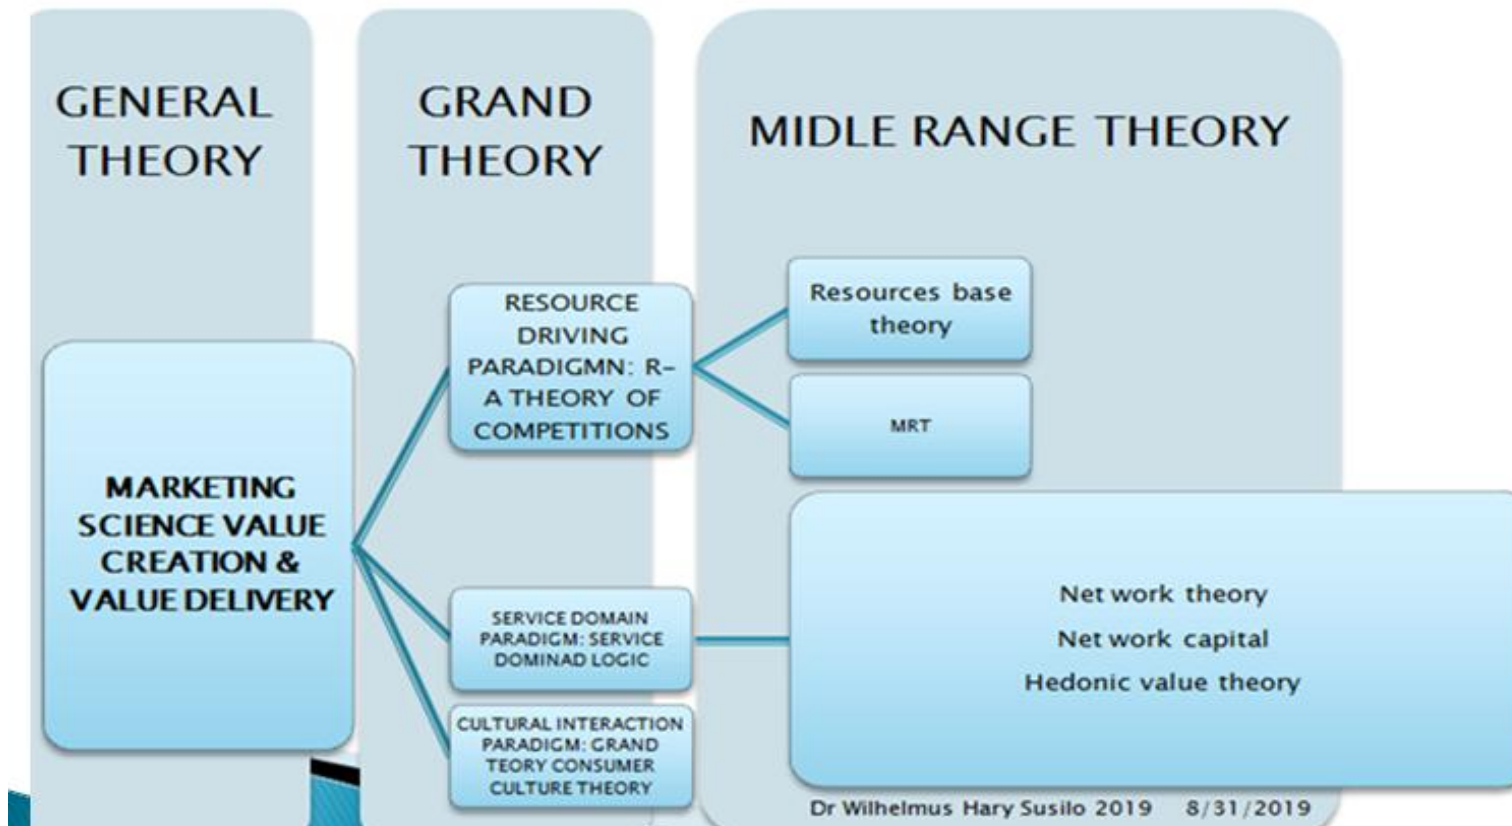 GENERAL
THEORY
GRAND
THEORY
MIDLE RANGE THEORY
MARKETING
SCIENCE VALUE
CREATION &
VALUE DELIVERY
RESOURCE
DRIVING
PARADIGMN: R-
A THEORY OF
COMPETITIONS
SERVICE DOMAIN
PARADIGM: SERVICE
DOMINAD LOGIC
CULTURAL INTERACTION
PARADIGM: GRAND
TEORY CONSUMER
CULTURE THEORY
Resources base
theory
MRT
Net work theory
Net work capital
Hedonic value theory
Dr Wilhelmus Hary Susilo 2019 8/31/2019